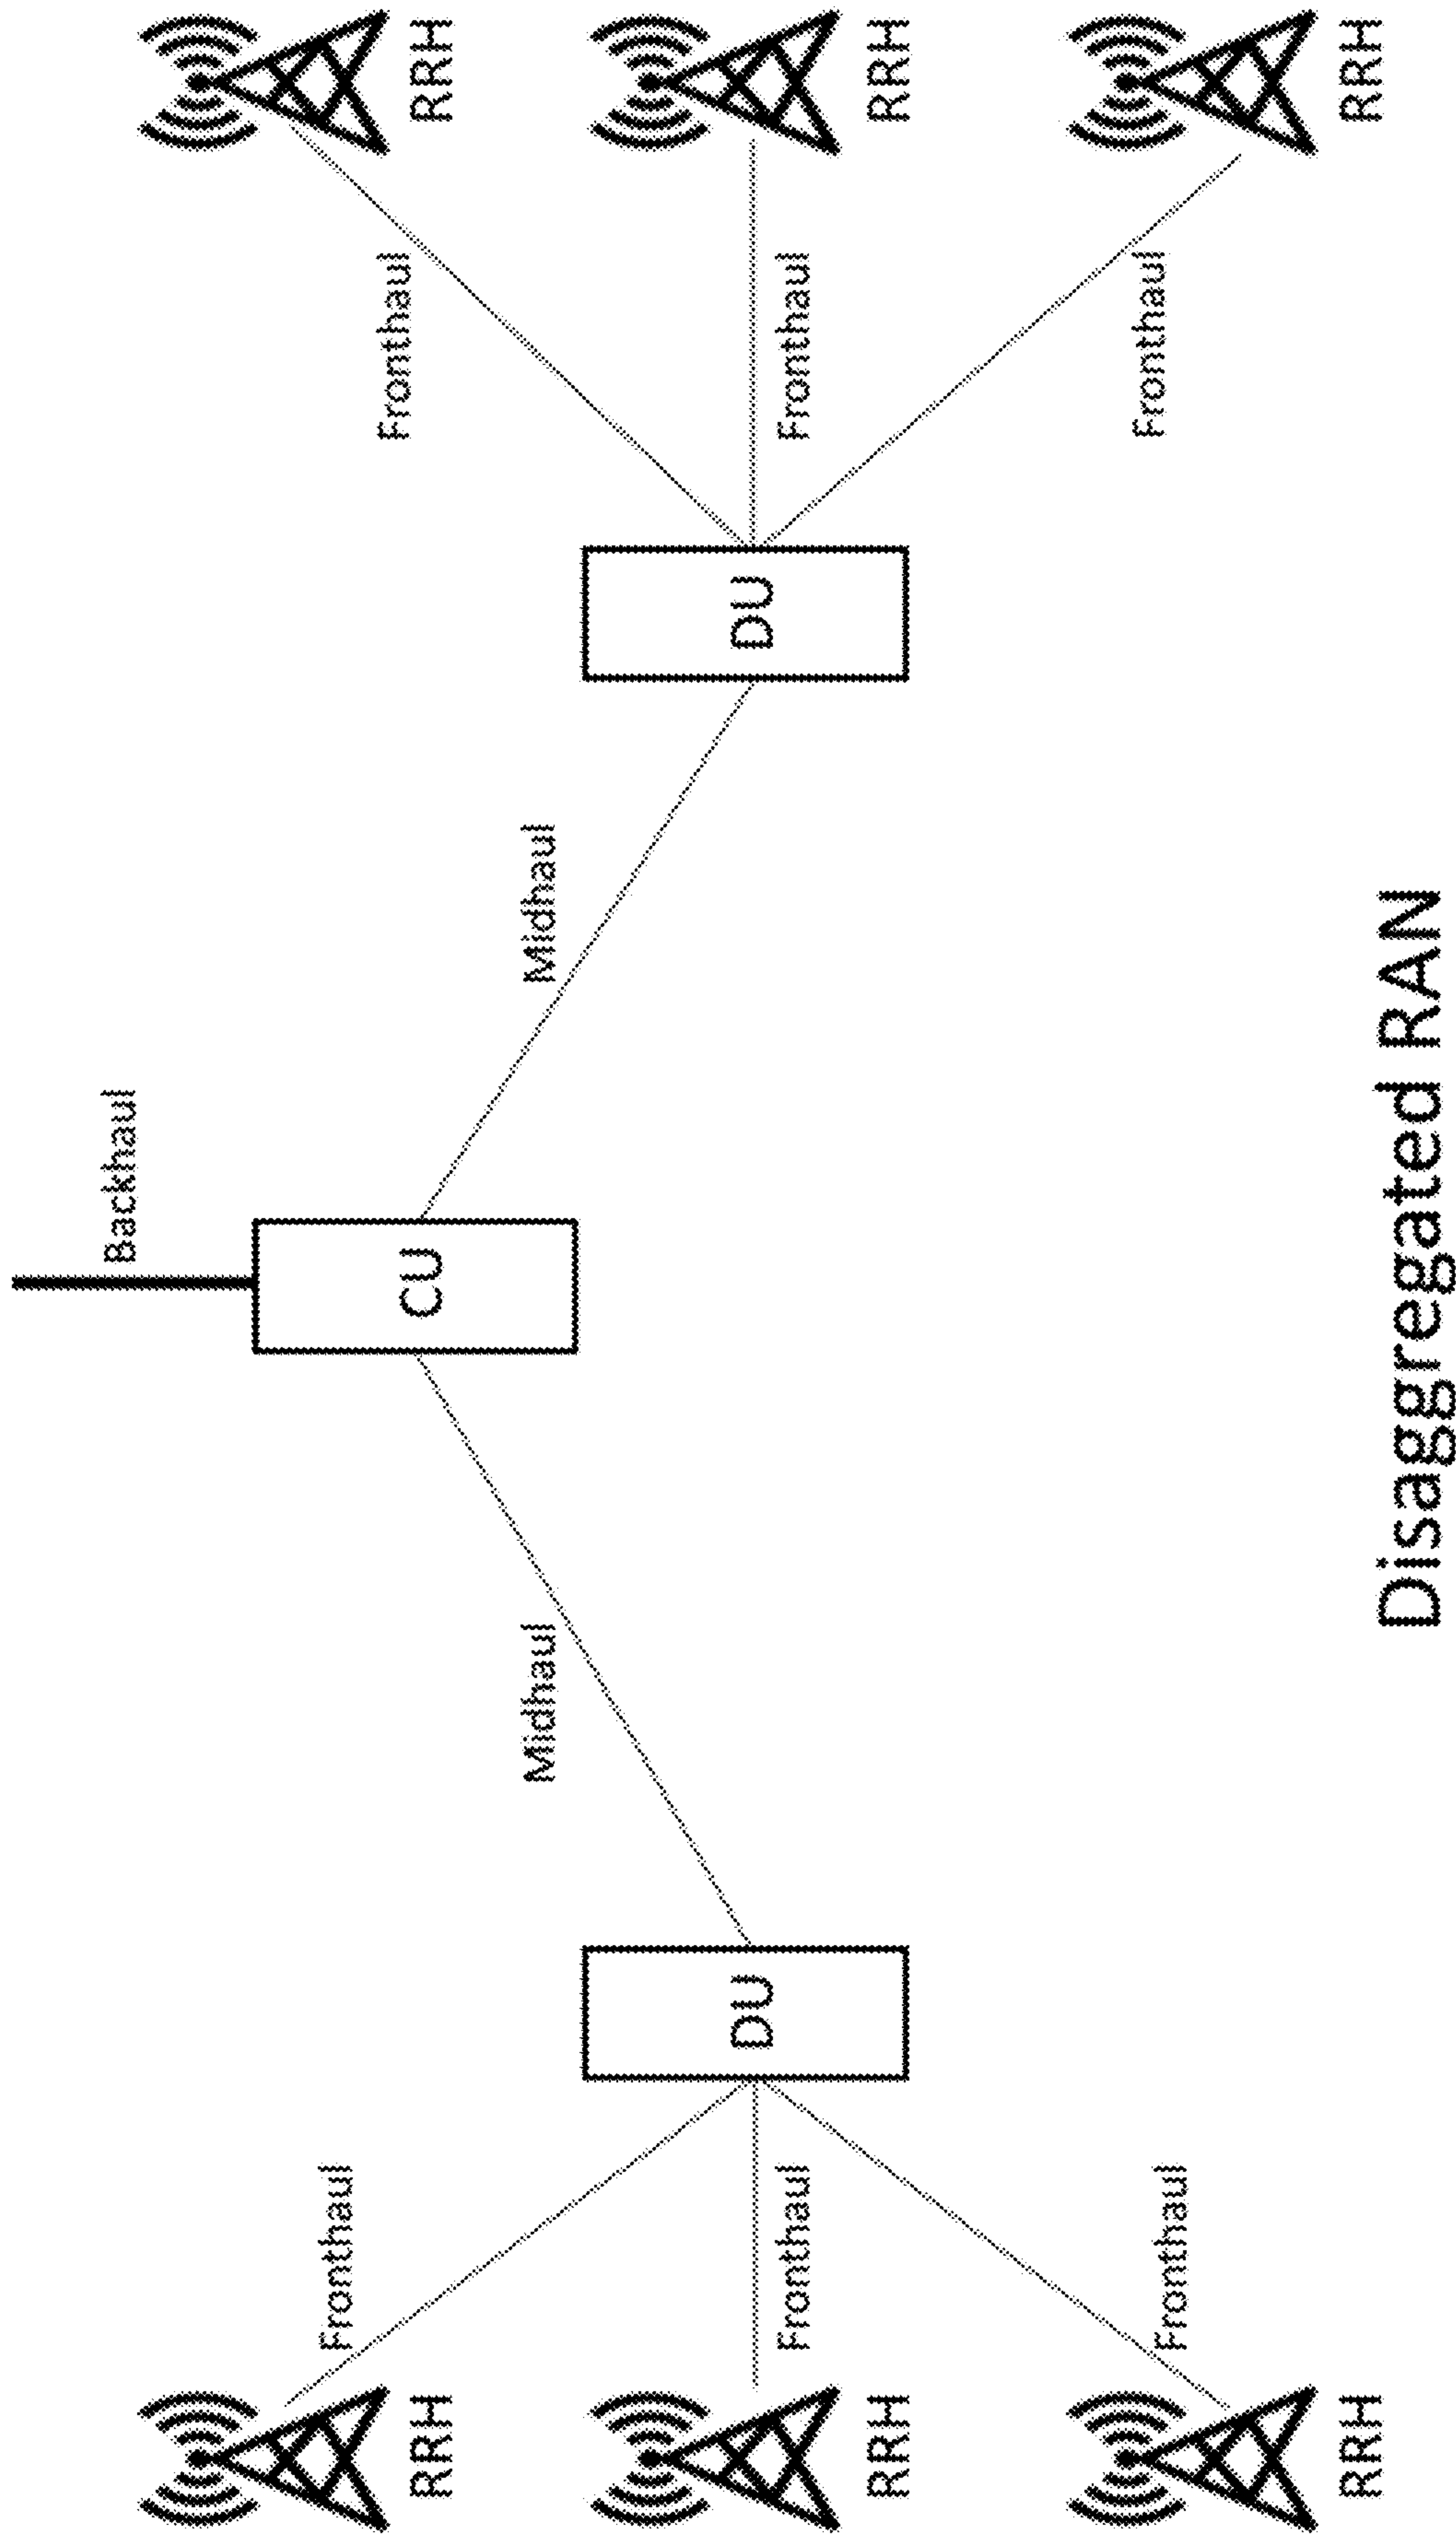 Backhaul
Fronthaul
Fronthaul
RRH
CU
RRH
Midhaul
Midhaul
DU
DU
Fronthaul
Fronthaul
RRH
RRH
Fronthaul
Fronthaul
RRH
RRH
Disaggregated RAN